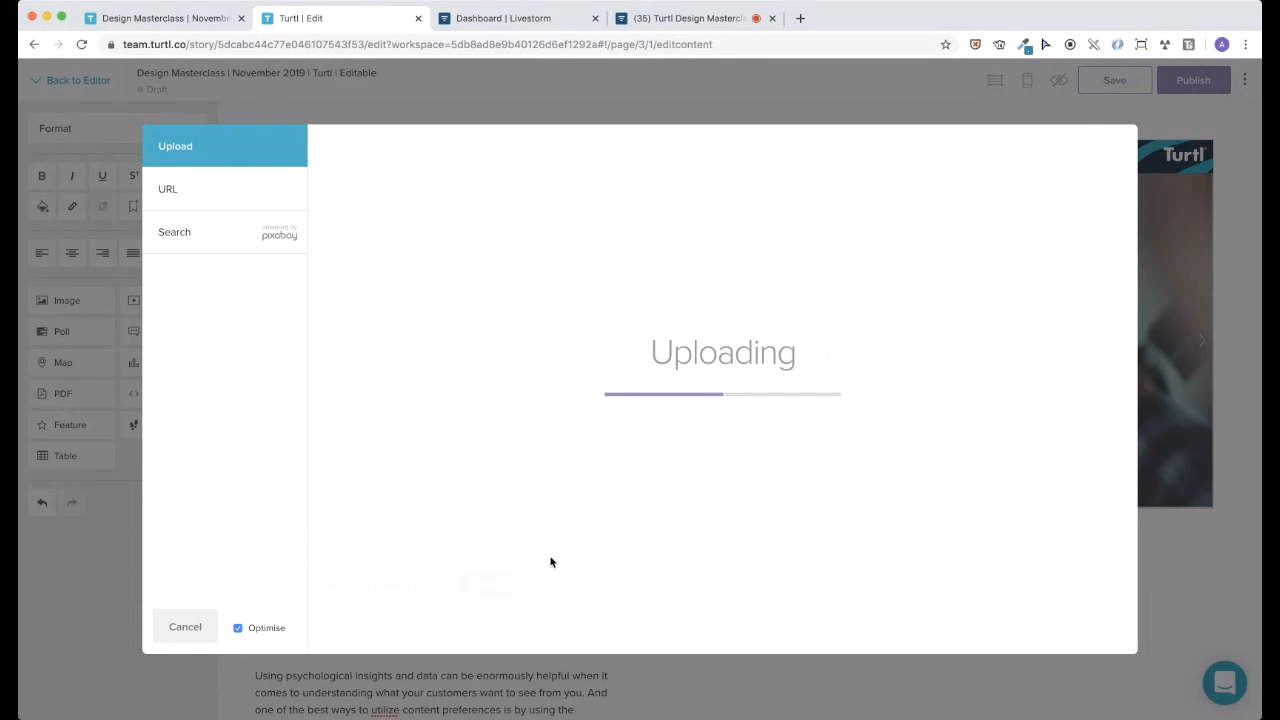 Design Masterclass | Novembe
Turtl | Edit
Dashboard | Livestorm
(35) Turtl Design Mastercl
team.turtl.co/story/5dcabc44c77e046107543f53/edit?workspace=5db8ad8e9b40126d6ef1292a#!/page/3/1/editcontent
A
Back to Editor
Design Masterclass | November 2019 | Turtl | Editable
Draft
Save
Publish
Format
B I U S
Image
Poll
Map
PDF
Feature
Table
Upload
URL
Search
powered by
pixabay
Uploading
Cancel
Optimise
Turtl
Using psychological insights and data can be enormously helpful when it
comes to understanding what your customers want to see from you. And
one of the best ways to utilize content preferences is by using the